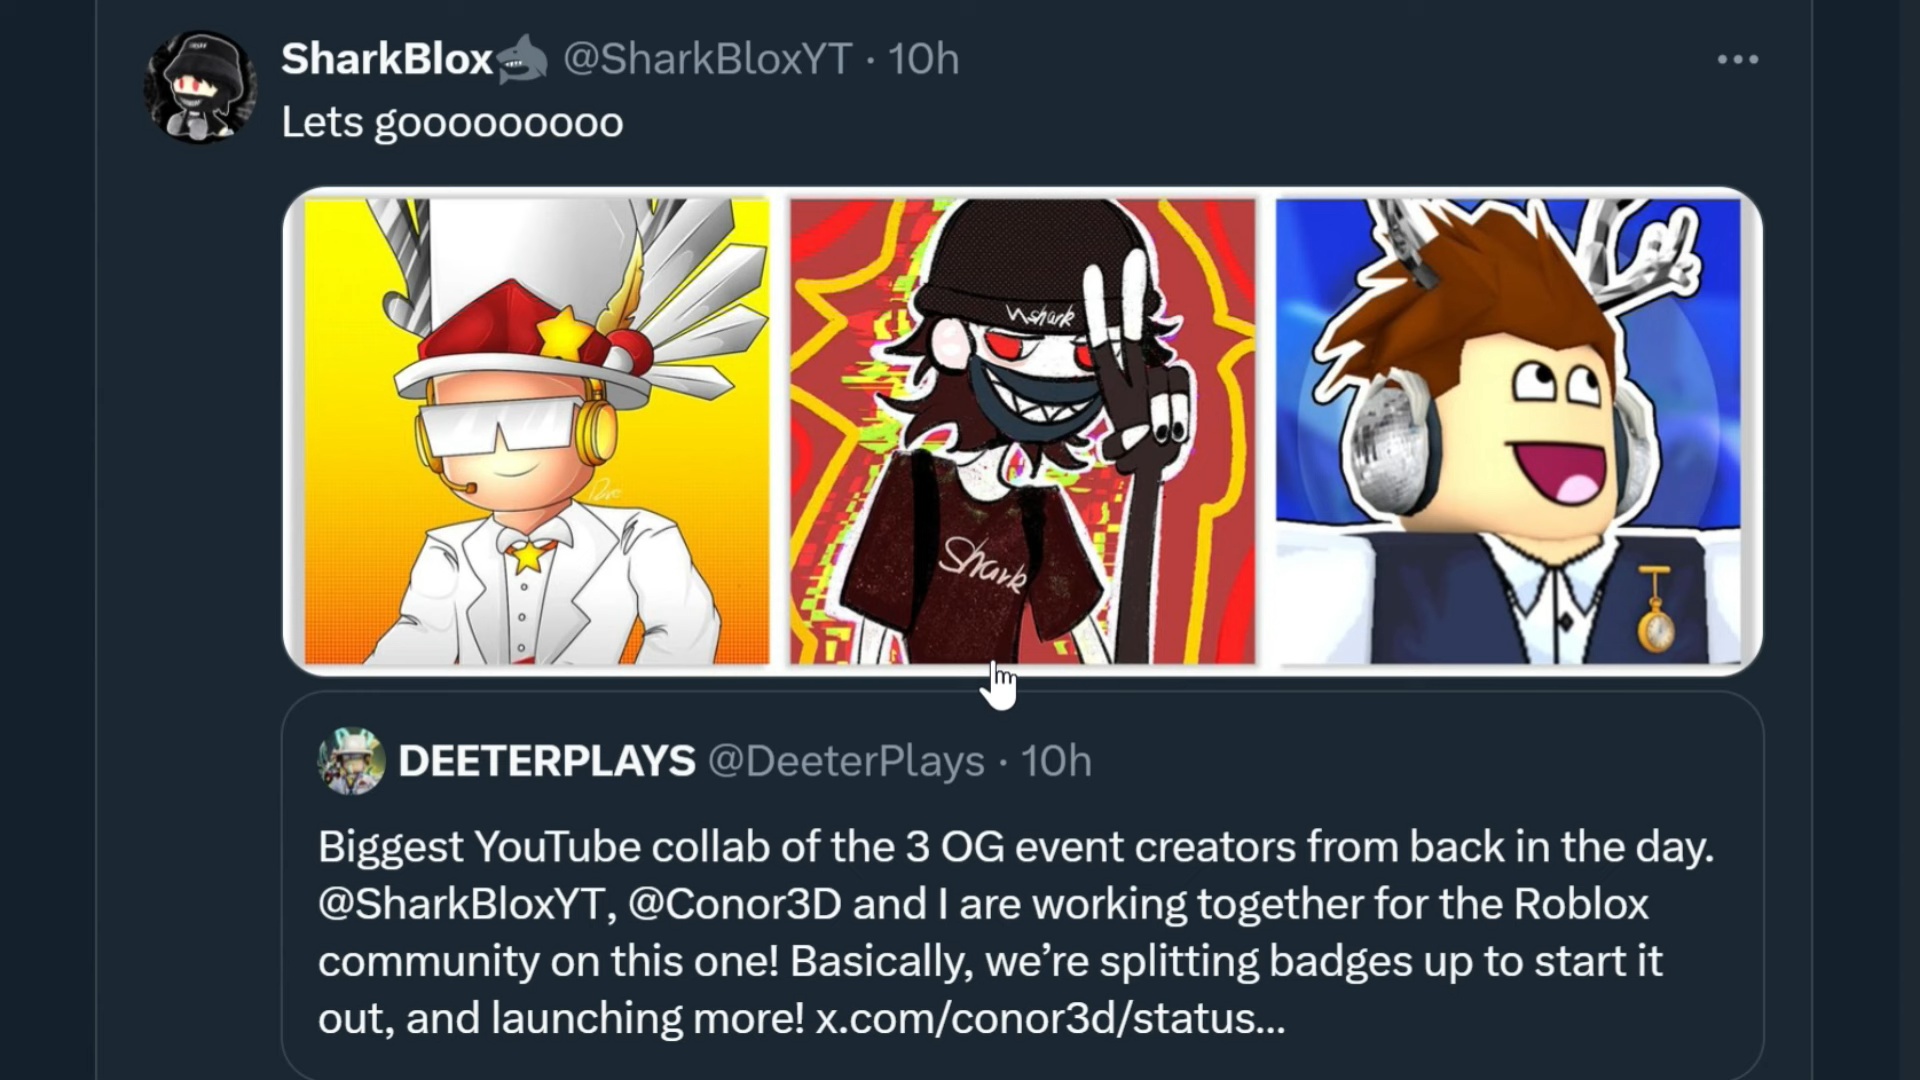 SharkBlox🦈 @SharkBloxYT · 10h
Lets gooooooooo
shark
Shark
DEETERPLAYS @DeeterPlays · 10h
Biggest YouTube collab of the 3 OG event creators from back in the day.
@SharkBloxYT, @Conor3D and I are working together for the Roblox
community on this one! Basically, we’re splitting badges up to start it
out, and launching more! x.com/conor3d/status...